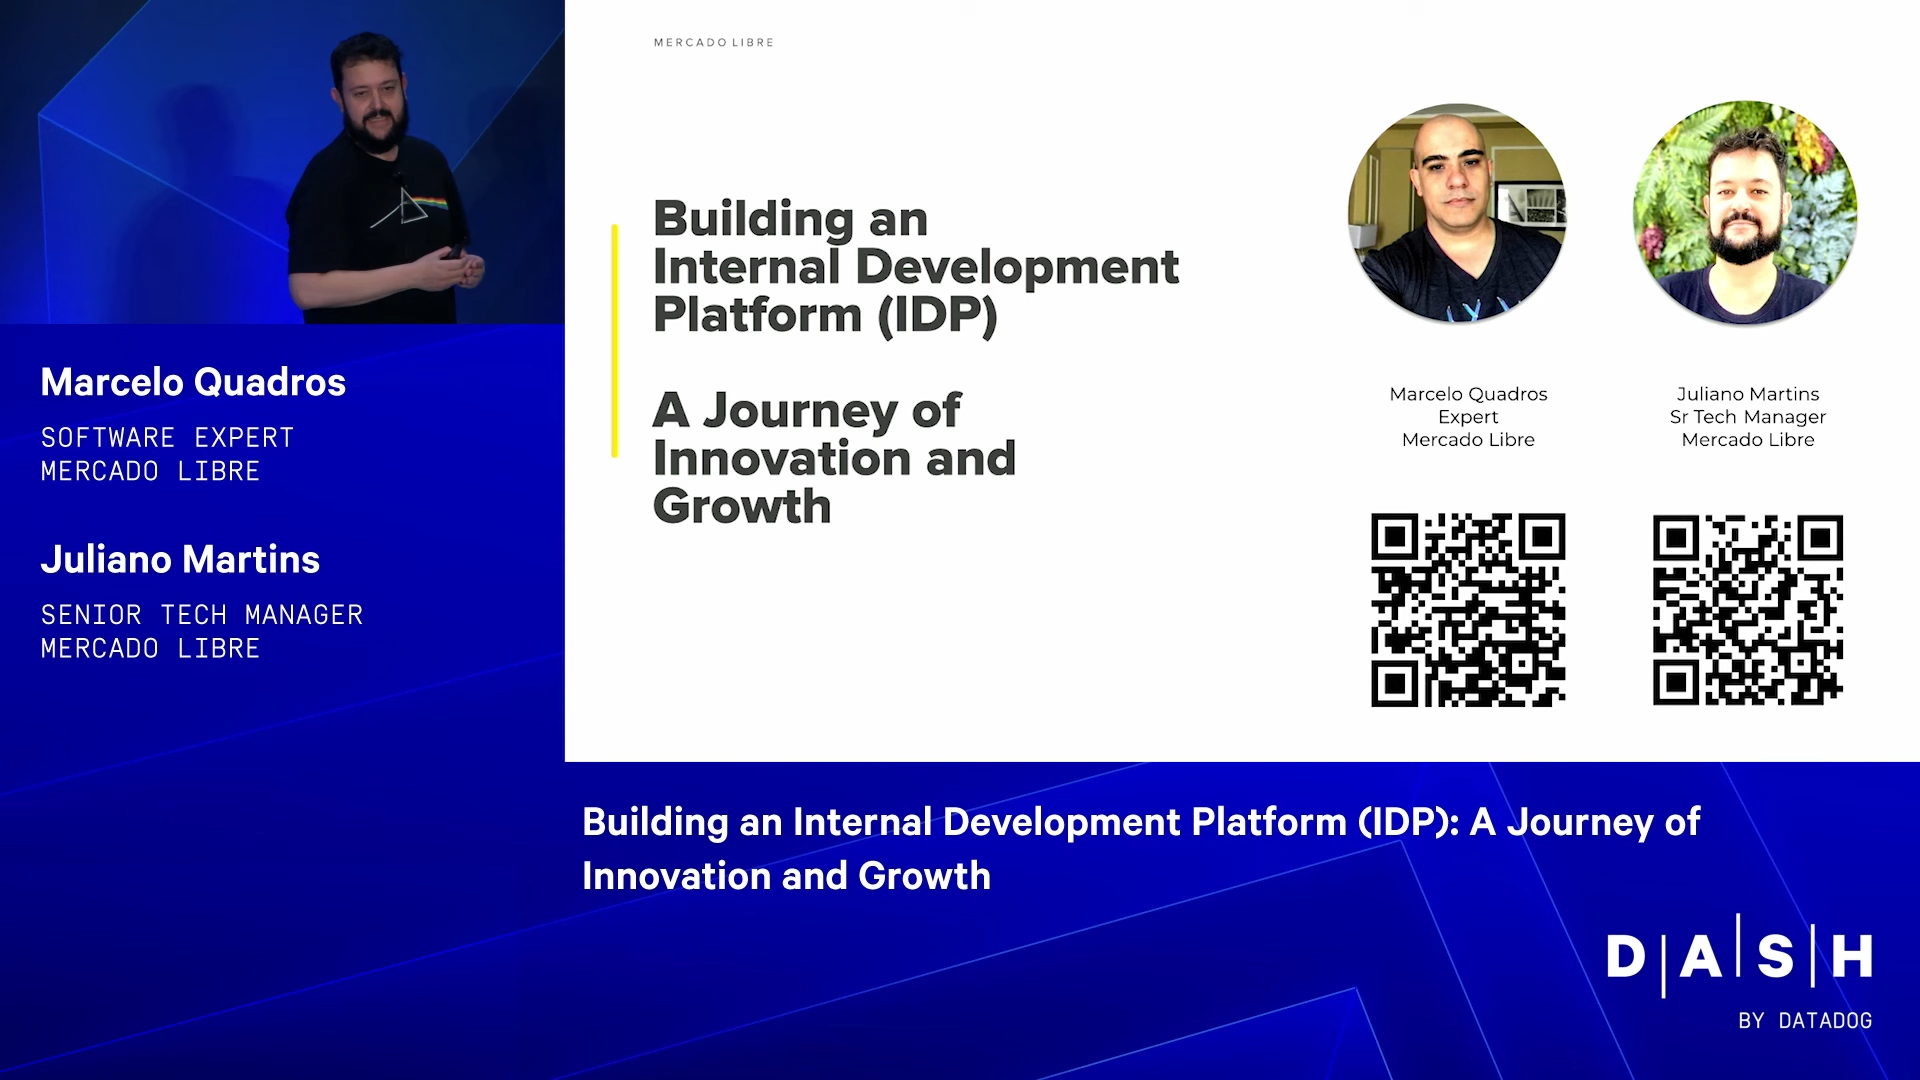 MERCADO LIBRE
Building an
Internal Development
Platform (IDP)
A Journey of
Innovation and
Growth
Marcelo Quadros
Expert
Mercado Libre
Juliano Martins
Sr Tech Manager
Mercado Libre
Marcelo Quadros
SOFTWARE EXPERT
MERCADO LIBRE
Juliano Martins
SENIOR TECH MANAGER
MERCADO LIBRE
Building an Internal Development Platform (IDP): A Journey of
Innovation and Growth
D|A|S|H
BY DATADOG